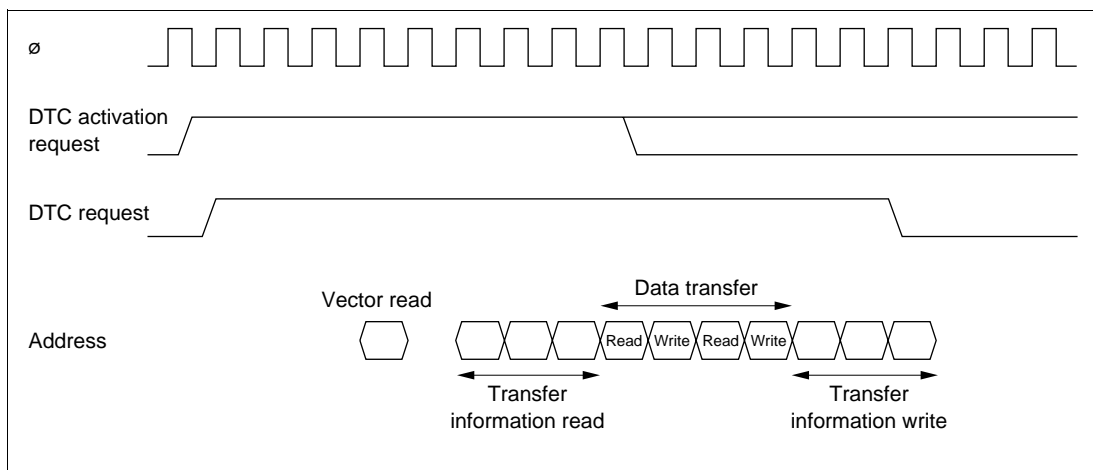 ø
DTC activation
request
DTC request
Data transfer
Vector read
Address
Read Write Read Write
Transfer
information read
Transfer
information write